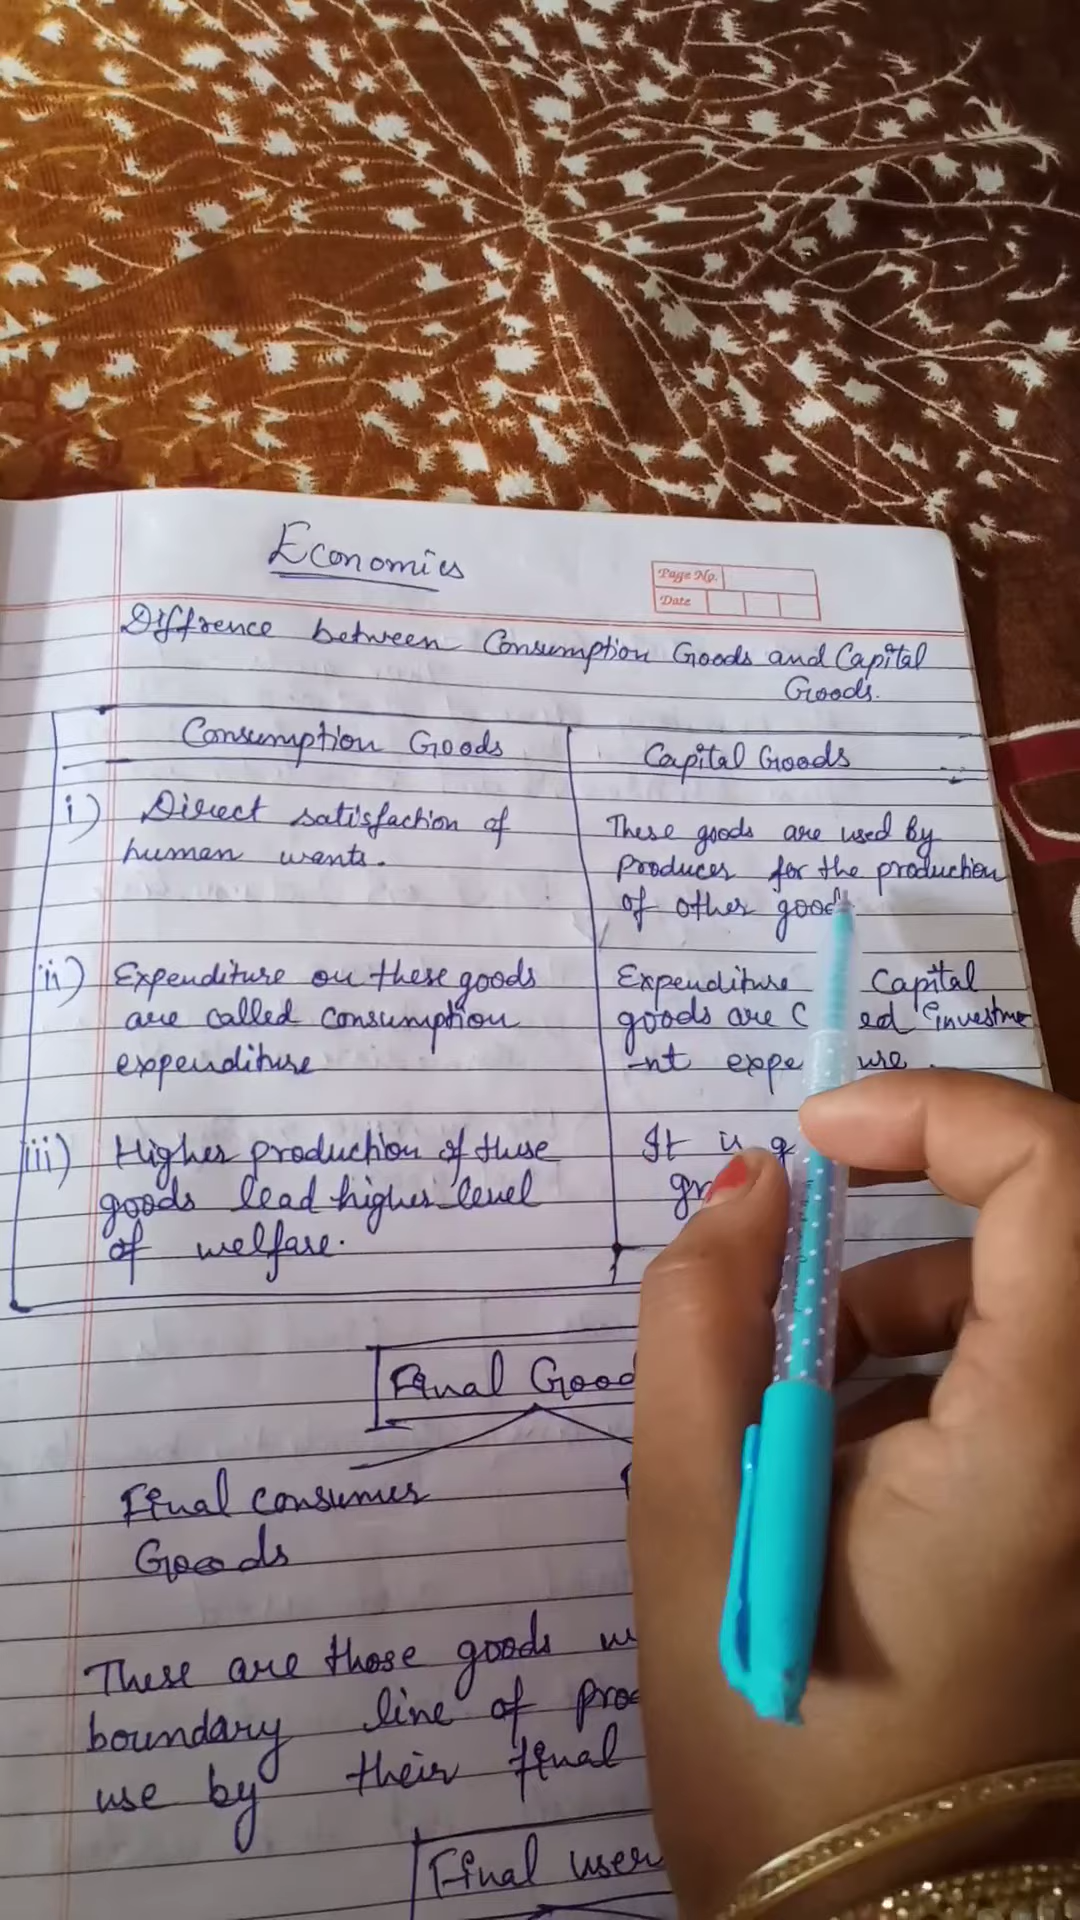 Economics
Page No.
Date
Diffrence between Consumption Goods and Capital
Goods.
Consumption Goods
Capital Goods
i) Direct satisfaction of
human wants.
These goods are used by
Producer for the production
of other good
ii) Expenditure on these goods
are called consumption
expenditure
Expenditure Capital
goods are investme
-nt
iii) Higher production of these
goods lead higher level
of welfare.
It is
Final Good
Final consumer
Goods
These are those goods
boundary line of
use by their final
Final user